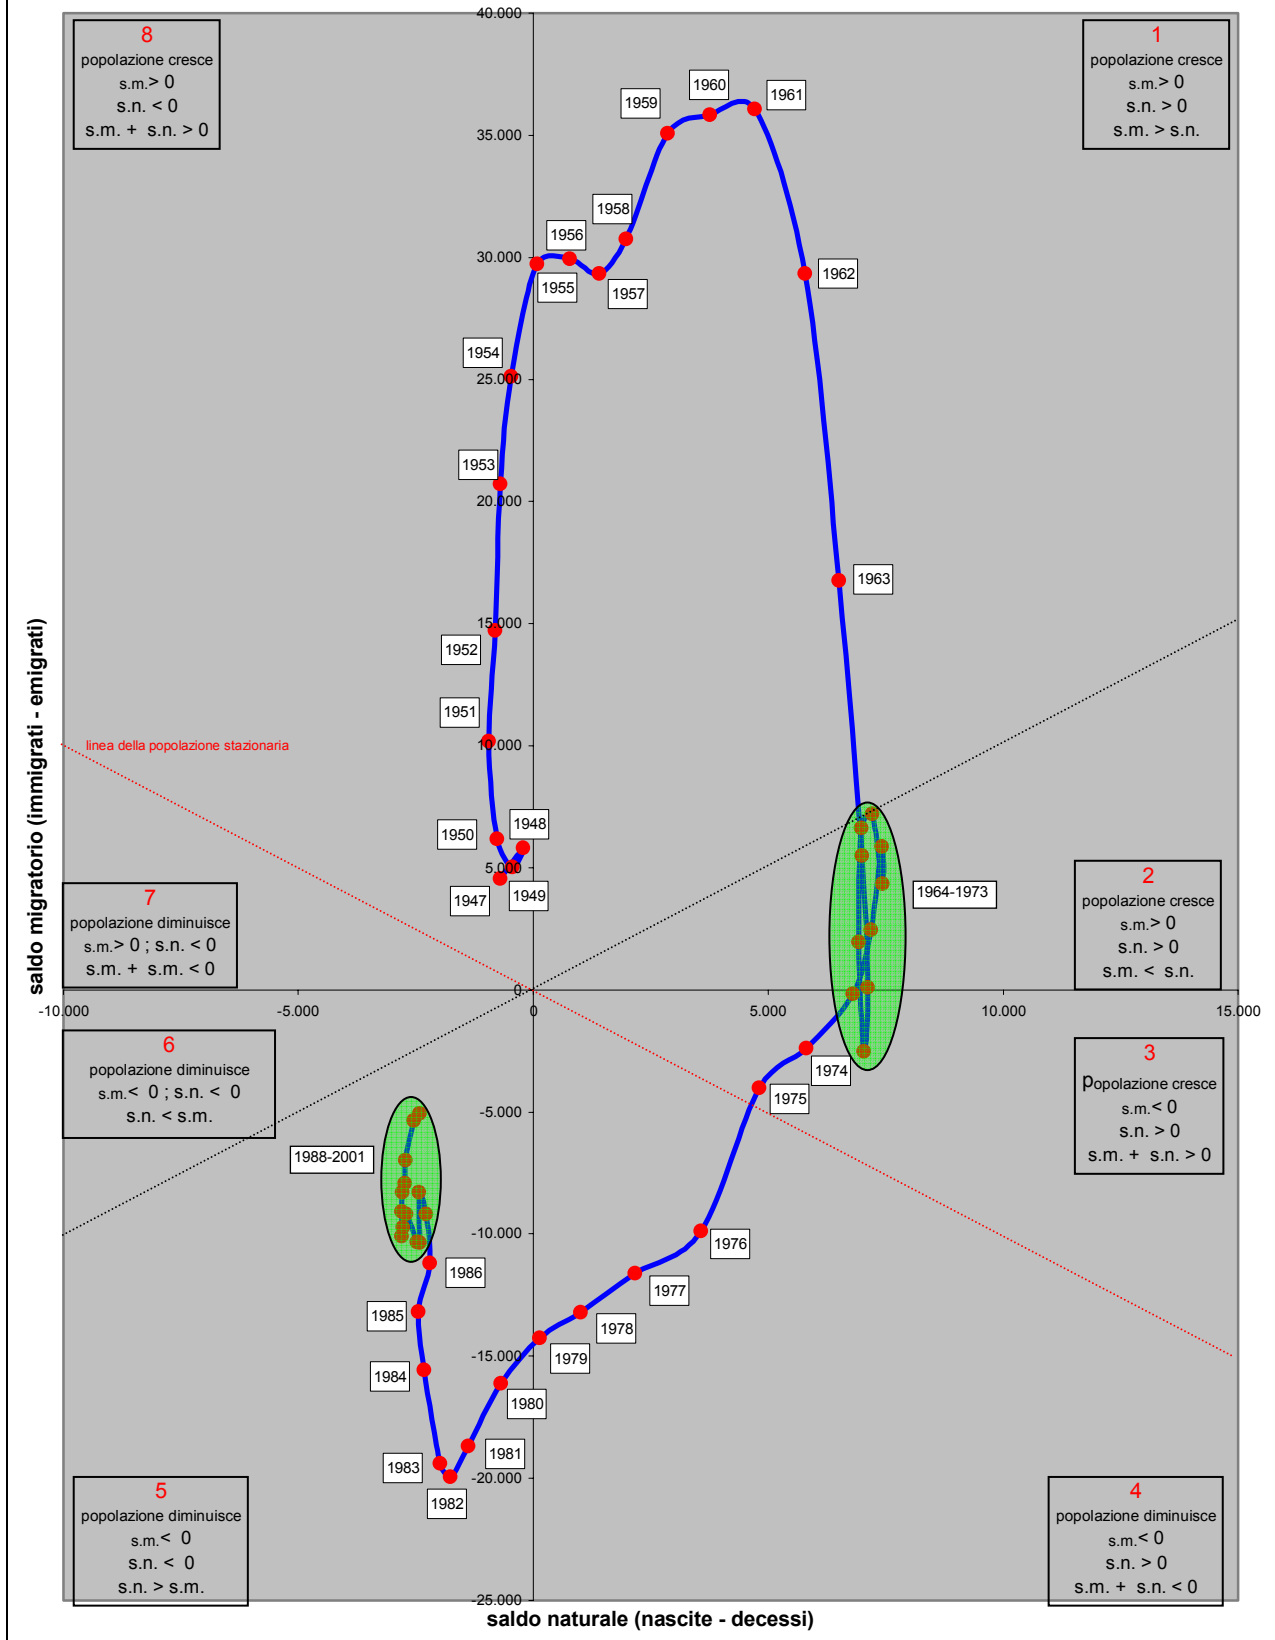 40.000
8
popolazione cresce
s.m.> 0
s.n. < 0
s.m. + s.n. > 0
1
popolazione cresce
s.m.> 0
s.n. > 0
s.m. > s.n.
1960
1959
1961
35.000
1958
1956
30.000
1955
1957
1962
1954
25.000
1953
20.000
1963
15.000
1952
1951
linea della popolazione stazionaria
10.000
1950
1948
5.000
1947
1949
1964-1973
7
popolazione diminuisce
s.m.> 0 ; s.n. < 0
s.m. + s.m. < 0
2
popolazione cresce
s.m.> 0
s.n. > 0
s.m. < s.n.
saldo migratorio (immigrati - emigrati)
0
-10.000
-5.000
0
5.000
10.000
15.000
6
popolazione diminuisce
s.m.< 0 ; s.n. < 0
s.n. < s.m.
3
popolazione cresce
s.m.< 0
s.n. > 0
s.m. + s.n. > 0
1974
1975
-5.000
1988-2001
-10.000
1976
1986
1977
1985
1978
-15.000
1979
1984
1980
1981
1983
-20.000
1982
5
popolazione diminuisce
s.m.< 0
s.n. < 0
s.n. > s.m.
4
popolazione diminuisce
s.m.< 0
s.n. > 0
s.m. + s.n. < 0
-25.000
saldo naturale (nascite - decessi)